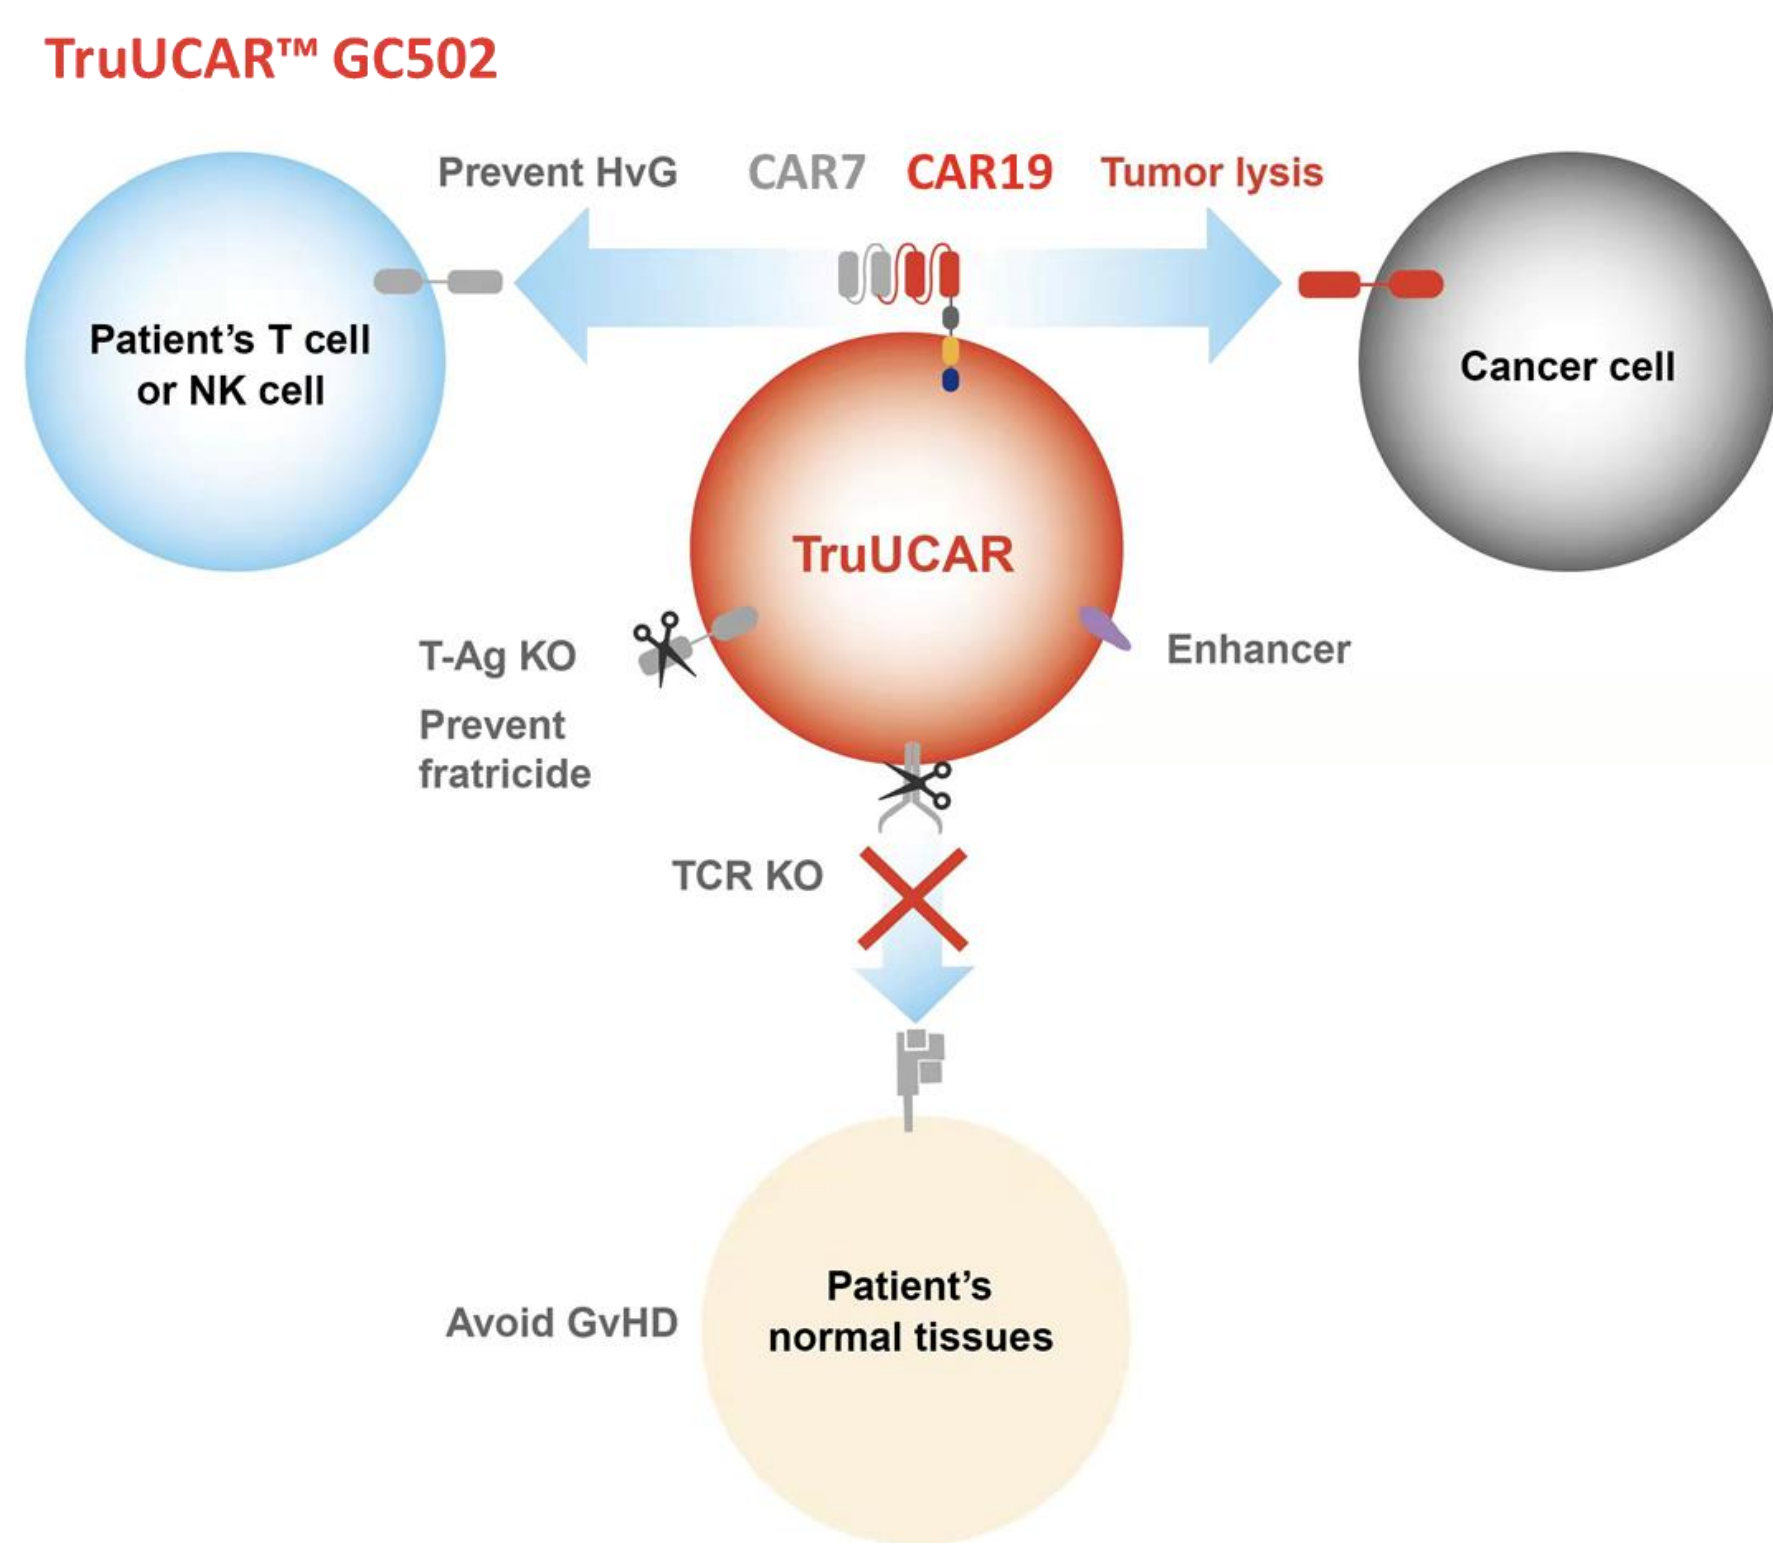 TruUCAR™ GC502
Prevent HvG
CAR7
CAR19
Tumor lysis
Patient’s T cell
or NK cell
Cancer cell
TruUCAR
T-Ag KO
Prevent
fratricide
Enhancer
TCR KO
Patient’s
normal tissues
Avoid GvHD